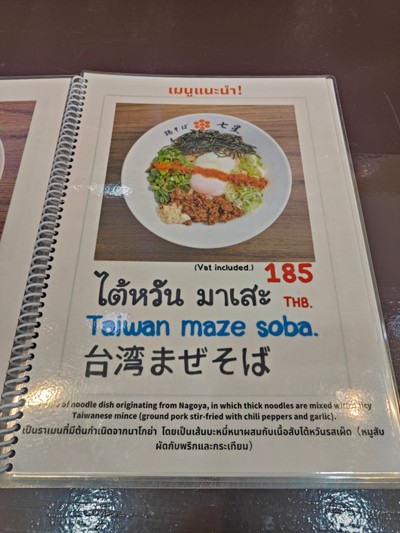 เมนูแนะนำ!
鶏そば 七星
(Vat included.) 185
ไต้หวัน มาเสะ THB.
Taiwan maze soba.
台湾まぜそば
of noodle dish originating from Nagoya, in which thick noodles are mixed with
Taiwanese mince (ground pork stir-fried with chili peppers and garlic).
เป็นราเมนที่มีต้นกำเนิดจากนาโกย่า โดยเป็นเส้นบะหมี่หนาผสมกับเนื้อสับไต้หวันรสเผ็ด (หมูสับ
ผัดกับพริกและกระเทียม)